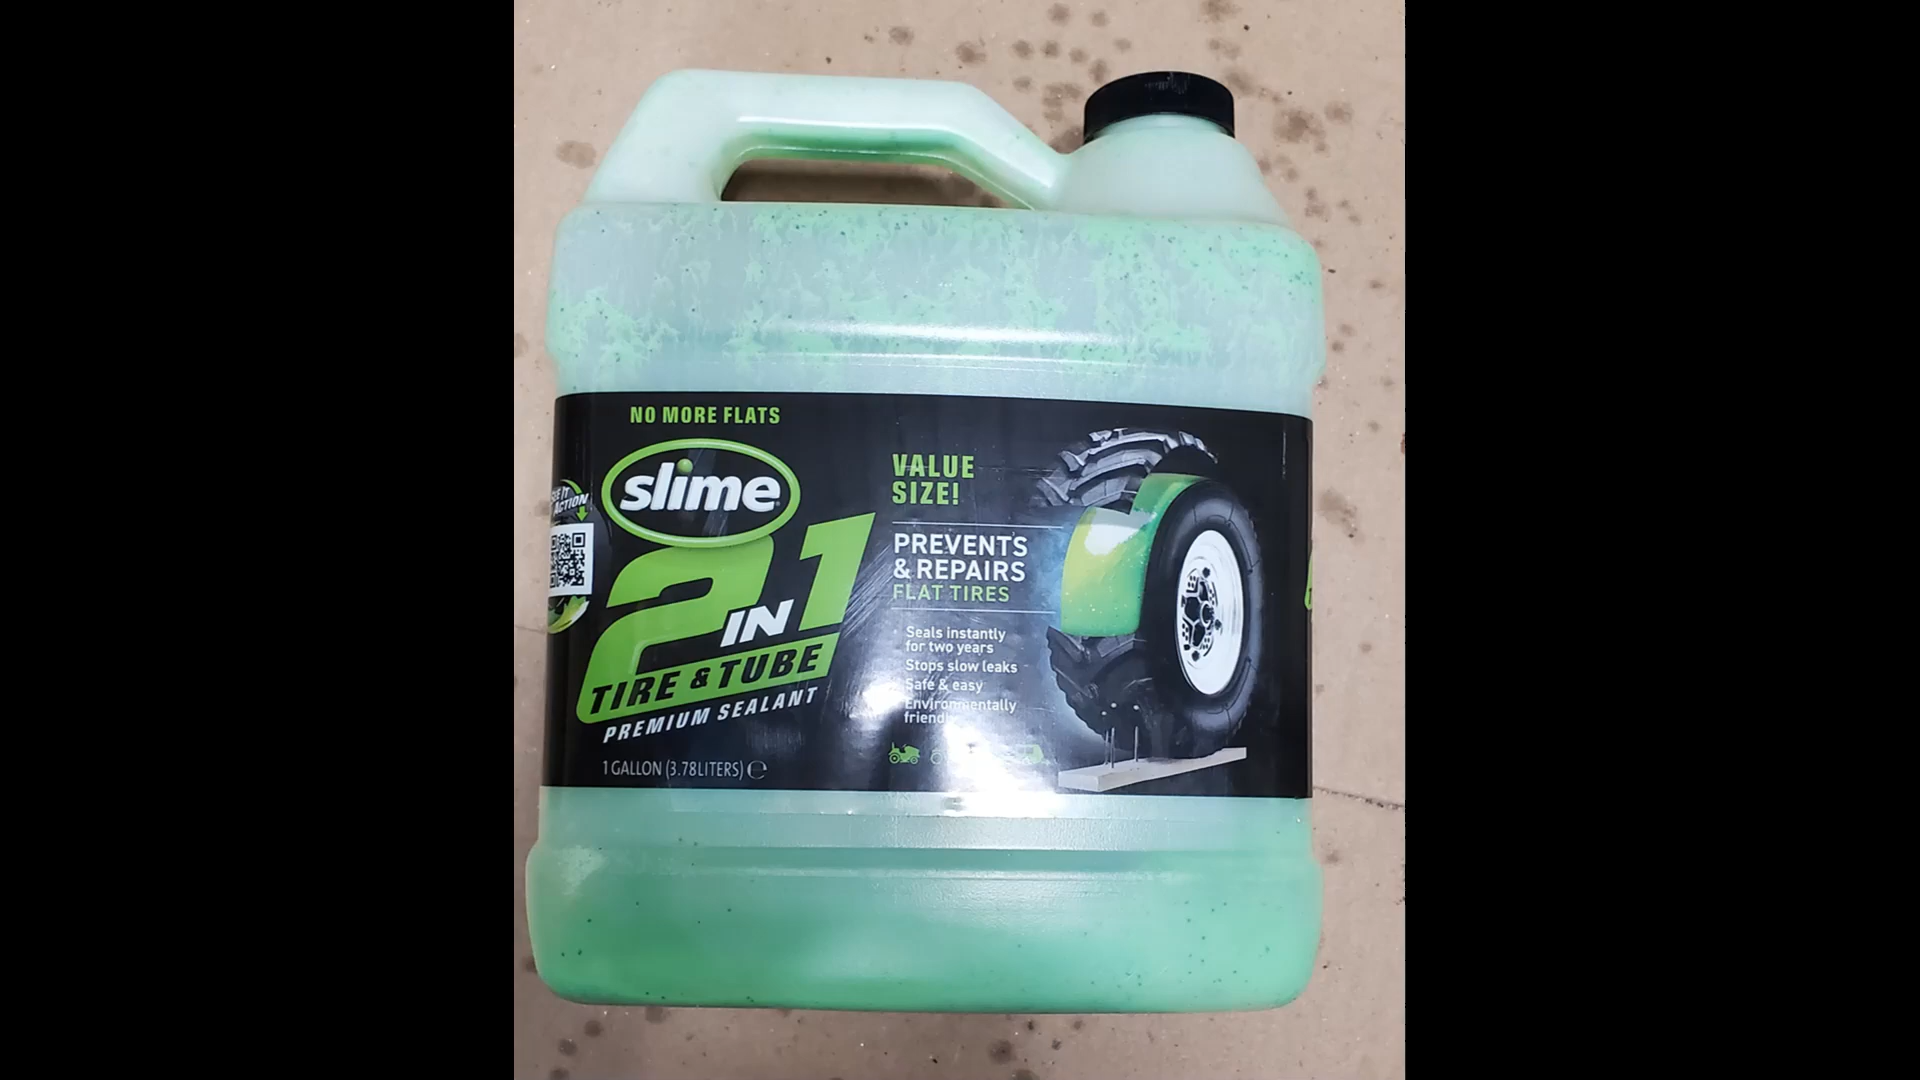 NO MORE FLATS
slime
2 IN 1
TIRE & TUBE
PREMIUM SEALANT
1 GALLON (3.78LITERS) ℮
ACTION
VALUE
SIZE!
PREVENTS
& REPAIRS
FLAT TIRES
Seals instantly
for two years
Stops slow leaks
Safe & easy
Environmentally